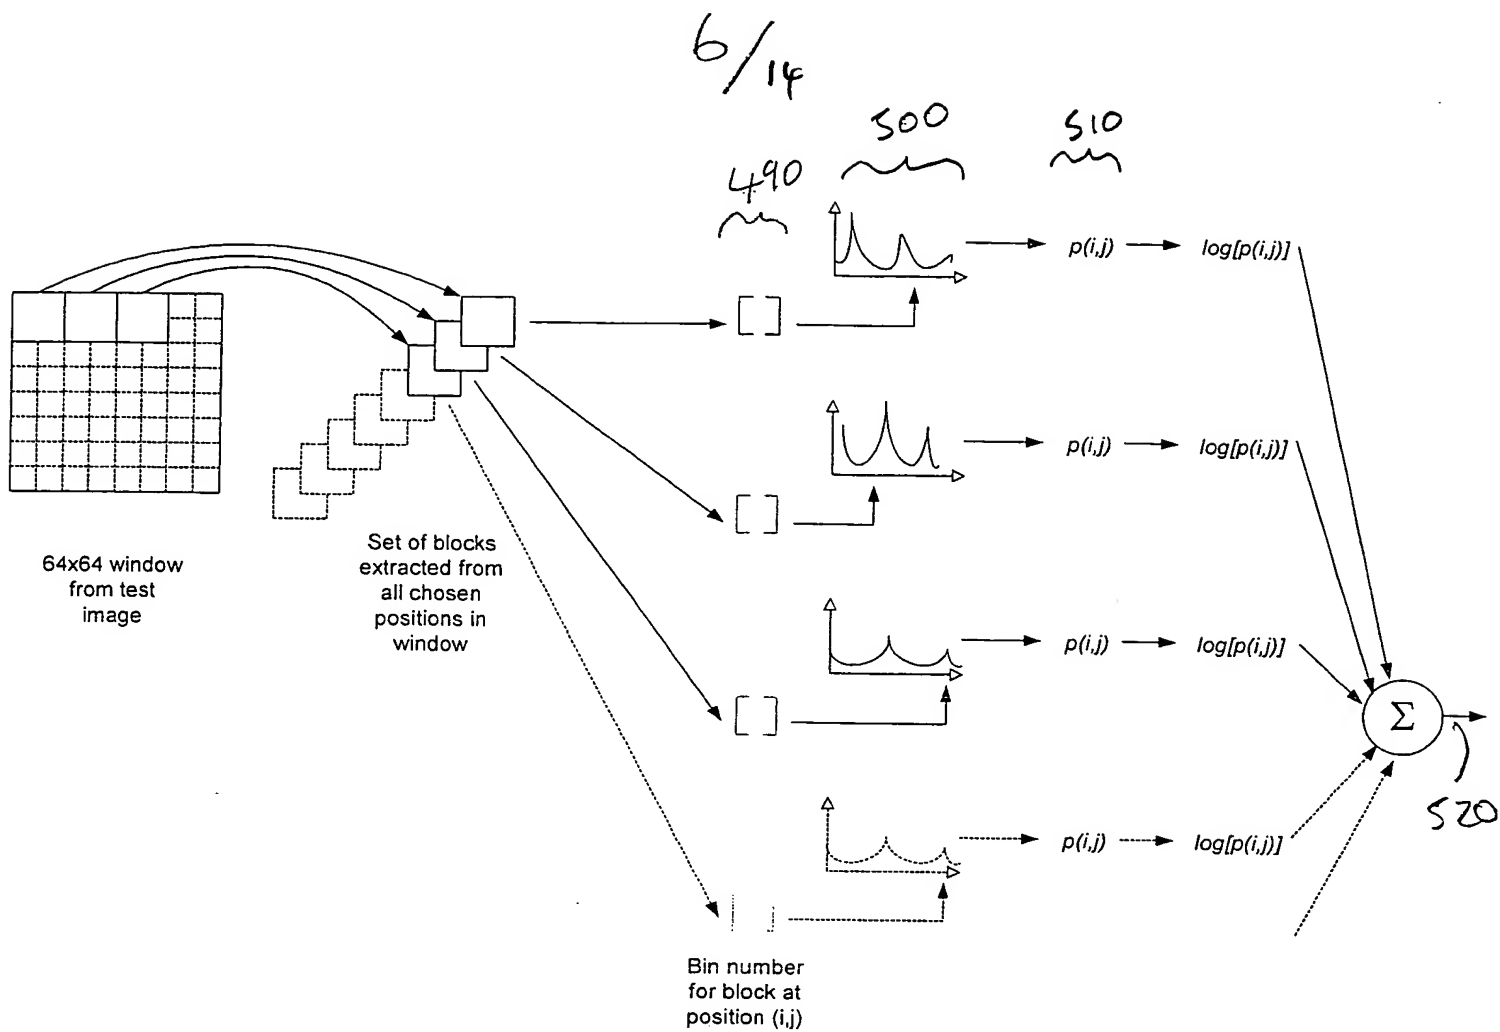 6/14
500
510
490
p(i,j)
log[p(i,j)]
p(i,j)
log[p(i,j)]
64x64 window
from test
image
Set of blocks
extracted from
all chosen
positions in
window
p(i,j)
log[p(i,j)]
Σ
520
p(i,j)
log[p(i,j)]
Bin number
for block at
position (i,j)